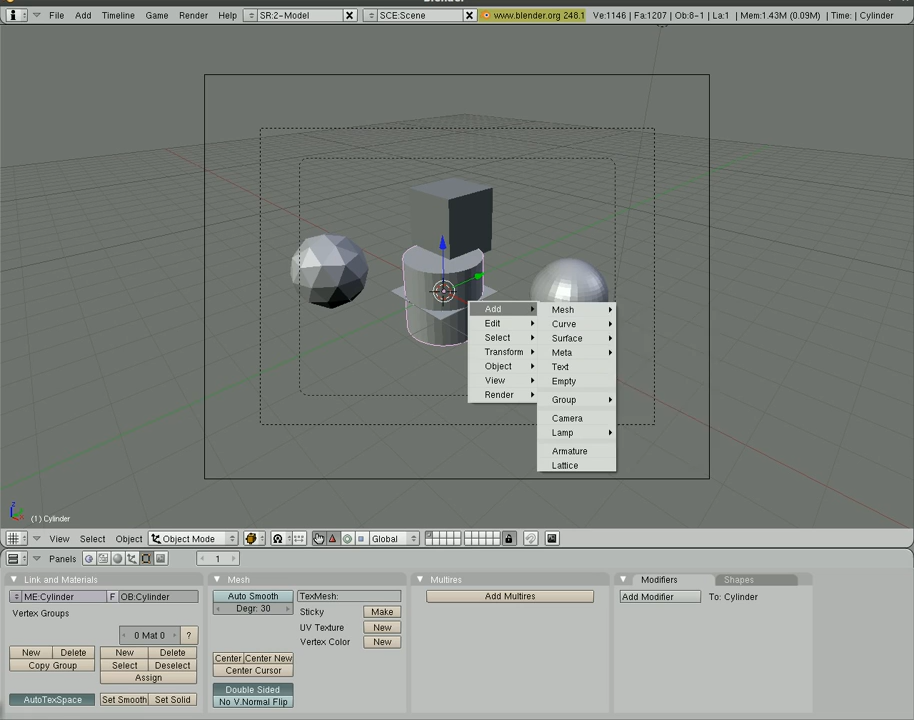 Blender
File Add Timeline Game Render Help SR:2-Model SCE:Scene www.blender.org 248.1 Ve:1146 | Fa:1207 | Ob:8-1 | La:1 | Mem:1.43M (0.09M) | Time: | Cylinder
Add
Edit
Select
Transform
Object
View
Render
Mesh
Curve
Surface
Meta
Text
Empty
Group
Camera
Lamp
Armature
Lattice
(1) Cylinder
View Select Object Object Mode Global
Panels 1
Link and Materials
ME:Cylinder F OB:Cylinder
Vertex Groups
0 Mat 0 ?
New Delete New Delete
Copy Group Select Deselect
Assign
AutoTexSpace Set Smooth Set Solid
Mesh
Auto Smooth TexMesh:
Degr: 30 Sticky Make
UV Texture New
Vertex Color New
Center Center New
Center Cursor
Double Sided
No V.Normal Flip
Multires
Add Multires
Modifiers Shapes
Add Modifier To: Cylinder